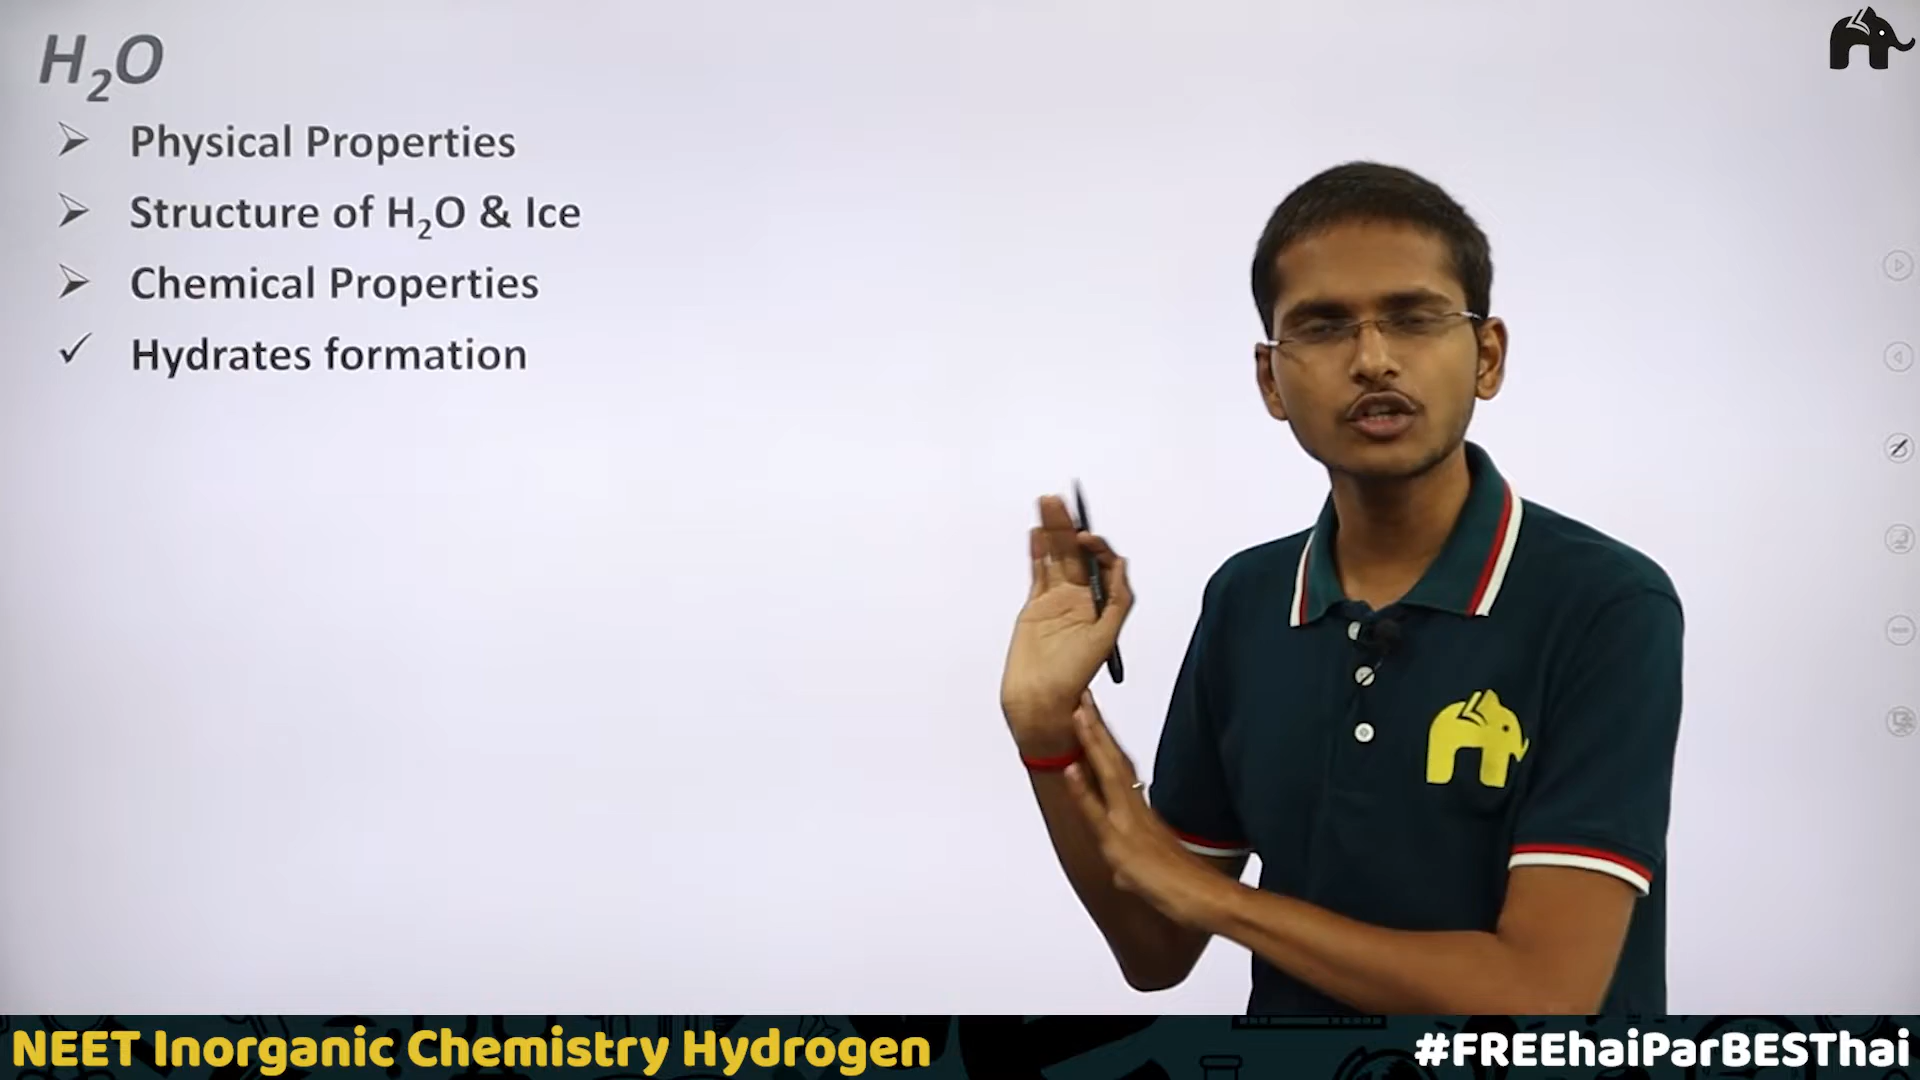 H₂O
➢ Physical Properties
➢ Structure of H₂O & Ice
➢ Chemical Properties
✓ Hydrates formation
NEET Inorganic Chemistry Hydrogen
#FREEhaiParBESThai